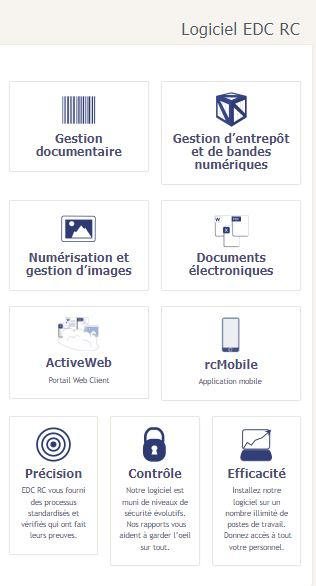 Logiciel EDC RC
Gestion
documentaire
Gestion d’entrepôt
et de bandes
numériques
Numérisation et
gestion d’images
Documents
électroniques
ActiveWeb
Portail Web Client
rcMobile
Application mobile
Précision
EDC RC vous fourni
des processus
standardisés et
vérifiés qui ont fait
leurs preuves.
Contrôle
Notre logiciel est
muni de niveaux de
sécurité évolutifs.
Nos rapports vous
aident à garder l’oeil
sur tout.
Efficacité
Installez notre
logiciel sur un
nombre illimité de
postes de travail.
Donnez accès à tout
votre personnel.